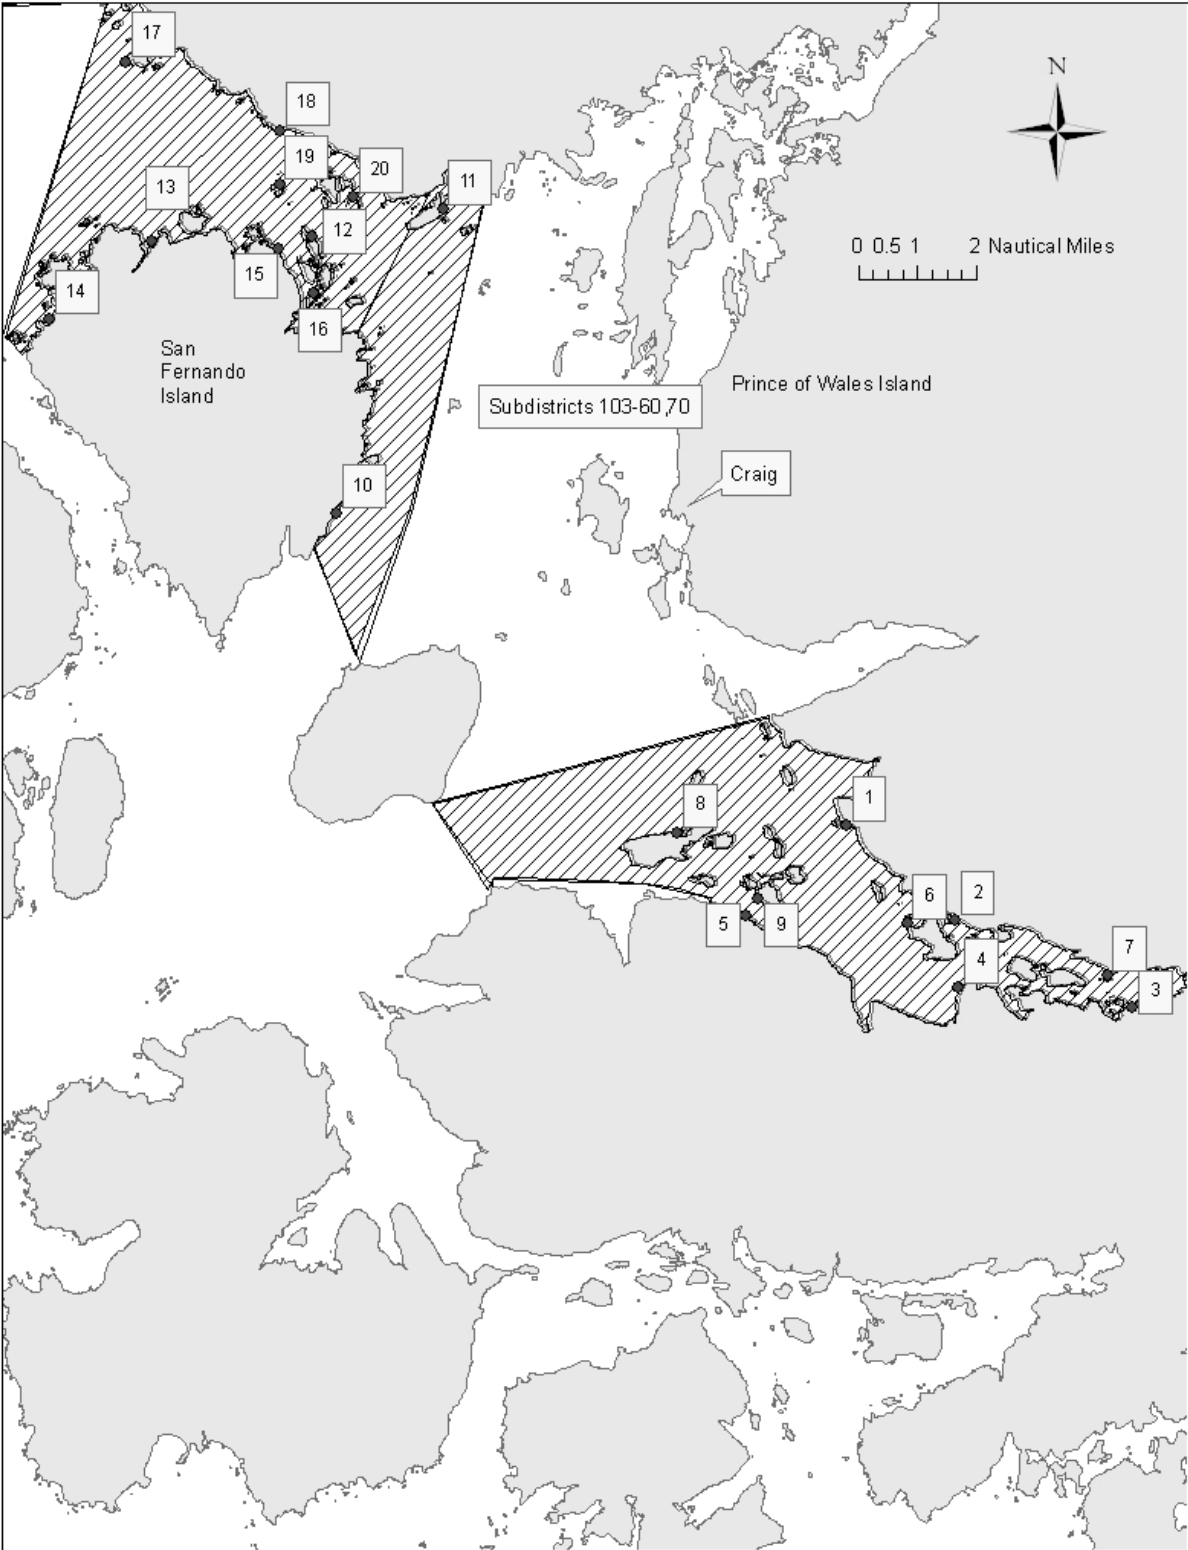 17
N
18
19
20
11
13
12
0 0.5 1 2 Nautical Miles
15
14
16
San
Fernando
Island
Prince of Wales Island
Subdistricts 103-60,70
Craig
10
1
8
6
2
5
9
4
7
3